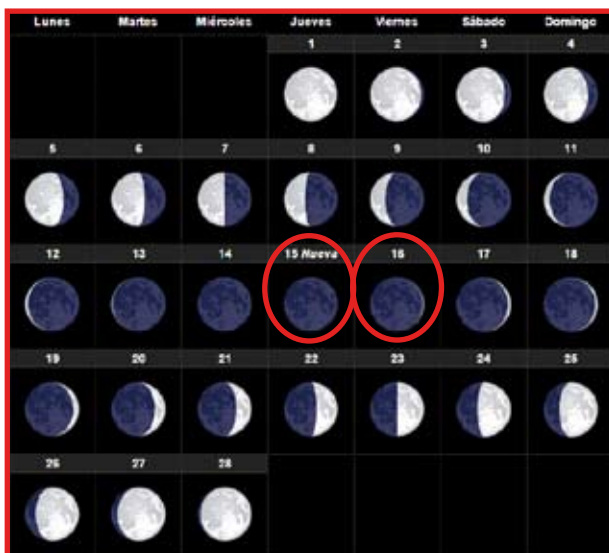 Lunes Martes Miércoles Jueves Viernes Sábado Domingo
1 2 3 4
5 6 7 8 9 10 11
12 13 14 15 Nueva 16 17 18
19 20 21 22 23 24 25
26 27 28